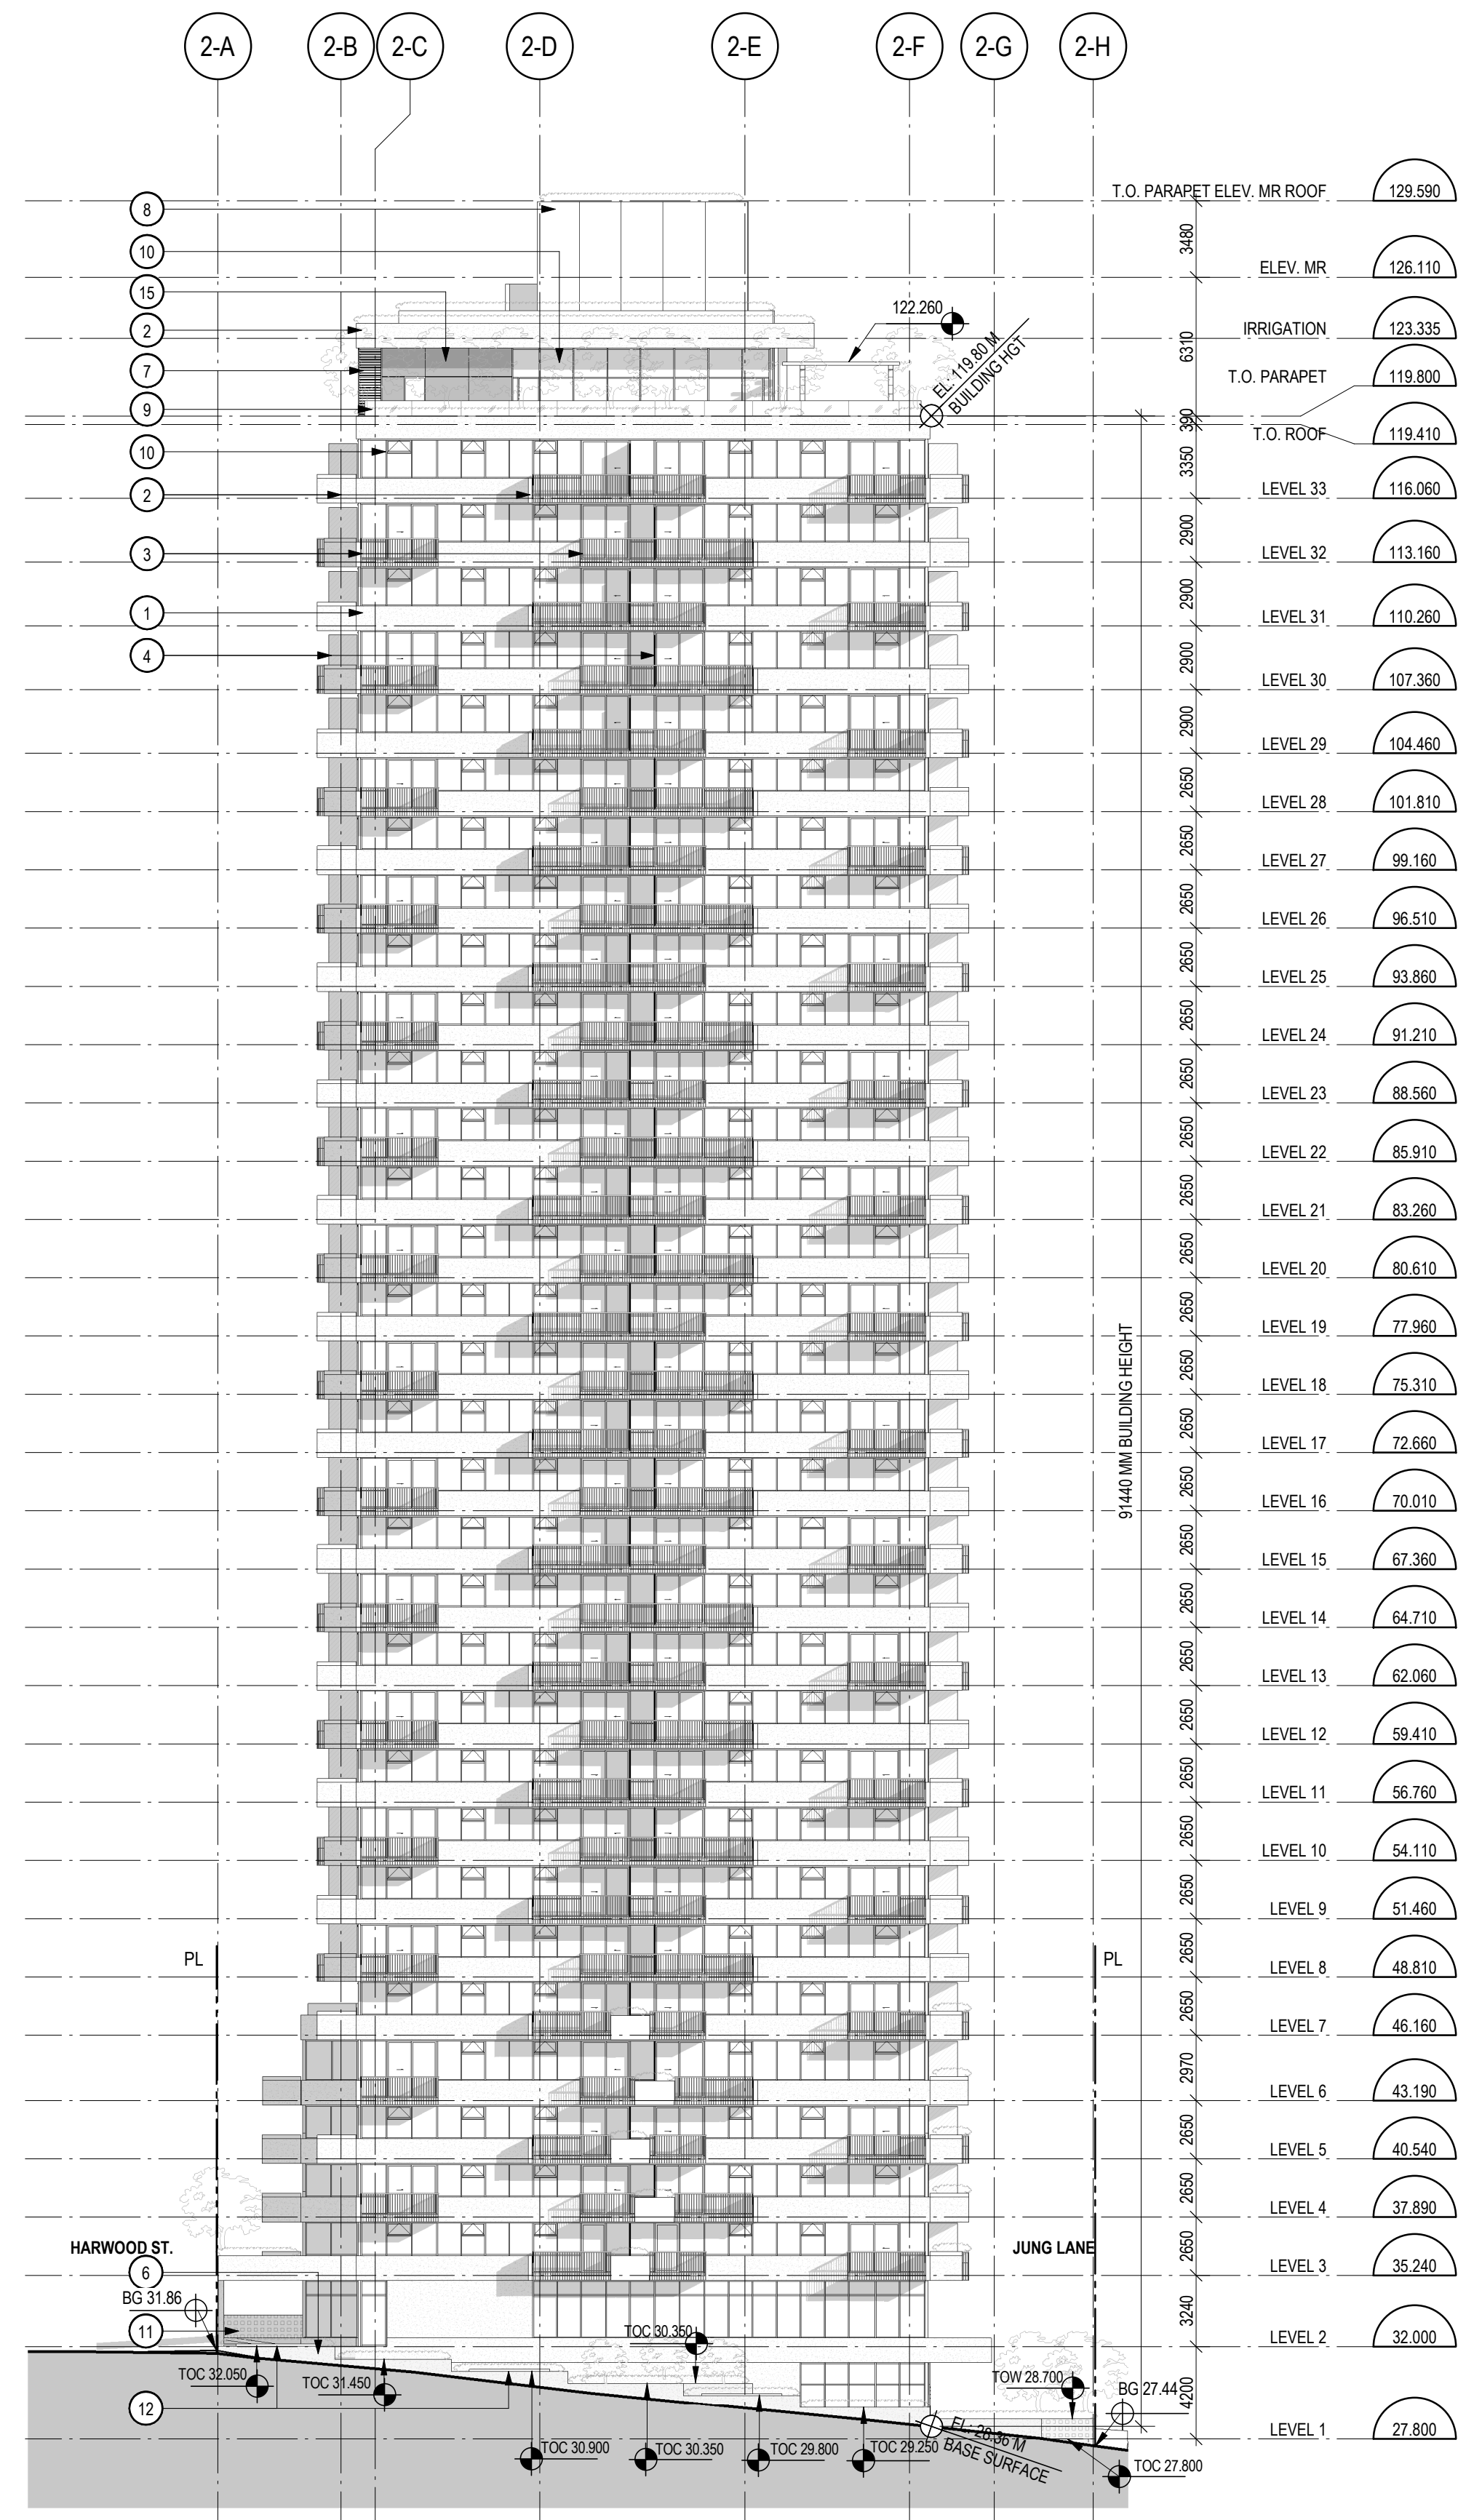 2-A 2-B 2-C 2-D 2-E 2-F 2-G 2-H
T.O. PARAPET ELEV. MR ROOF 129.590
8
3480
10
ELEV. MR 126.110
15
122.260
2
IRRIGATION 123.335
6310
EL: 119.80 M
BUILDING HGT
7
T.O. PARAPET 119.800
9
390
T.O. ROOF 119.410
10
3350
2
LEVEL 33 116.060
2900
3
LEVEL 32 113.160
2900
1
LEVEL 31 110.260
2900
4
LEVEL 30 107.360
2900
LEVEL 29 104.460
2650
LEVEL 28 101.810
2650
LEVEL 27 99.160
2650
LEVEL 26 96.510
2650
LEVEL 25 93.860
2650
LEVEL 24 91.210
2650
LEVEL 23 88.560
2650
LEVEL 22 85.910
2650
LEVEL 21 83.260
2650
LEVEL 20 80.610
2650
LEVEL 19 77.960
91440 MM BUILDING HEIGHT
2650
LEVEL 18 75.310
2650
LEVEL 17 72.660
2650
LEVEL 16 70.010
2650
LEVEL 15 67.360
2650
LEVEL 14 64.710
2650
LEVEL 13 62.060
2650
LEVEL 12 59.410
2650
LEVEL 11 56.760
2650
LEVEL 10 54.110
2650
LEVEL 9 51.460
2650
PL PL
LEVEL 8 48.810
2650
LEVEL 7 46.160
2970
LEVEL 6 43.190
2650
LEVEL 5 40.540
2650
LEVEL 4 37.890
2650
HARWOOD ST. JUNG LANE
LEVEL 3 35.240
6
BG 31.86
3240
11
TOC 30.350
LEVEL 2 32.000
TOC 32.050
TOC 31.450
TOW 28.700
BG 27.44
4200
12
EL: 28.36 M
BASE SURFACE
LEVEL 1 27.800
TOC 30.900 TOC 30.350 TOC 29.800 TOC 29.250
TOC 27.800